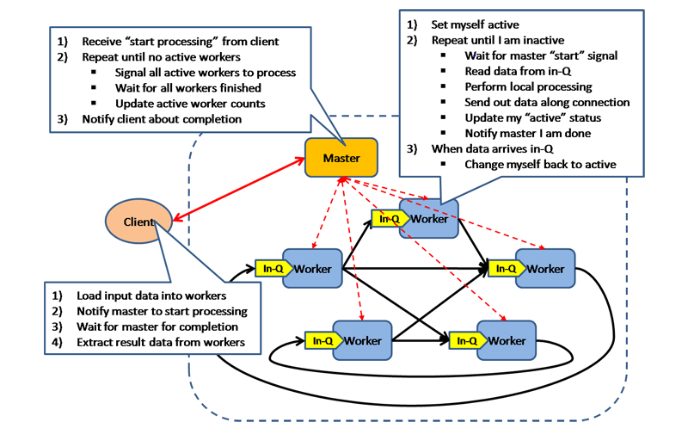 1) Receive “start processing” from client
2) Repeat until no active workers
▪ Signal all active workers to process
▪ Wait for all workers finished
▪ Update active worker counts
3) Notify client about completion
1) Set myself active
2) Repeat until I am inactive
▪ Wait for master “start” signal
▪ Read data from in-Q
▪ Perform local processing
▪ Send out data along connection
▪ Update my “active” status
▪ Notify master I am done
3) When data arrives in-Q
▪ Change myself back to active
Master
Client
In-Q Worker
In-Q Worker
In-Q Worker
1) Load input data into workers
2) Notify master to start processing
3) Wait for master for completion
4) Extract result data from workers
In-Q Worker
In-Q Worker